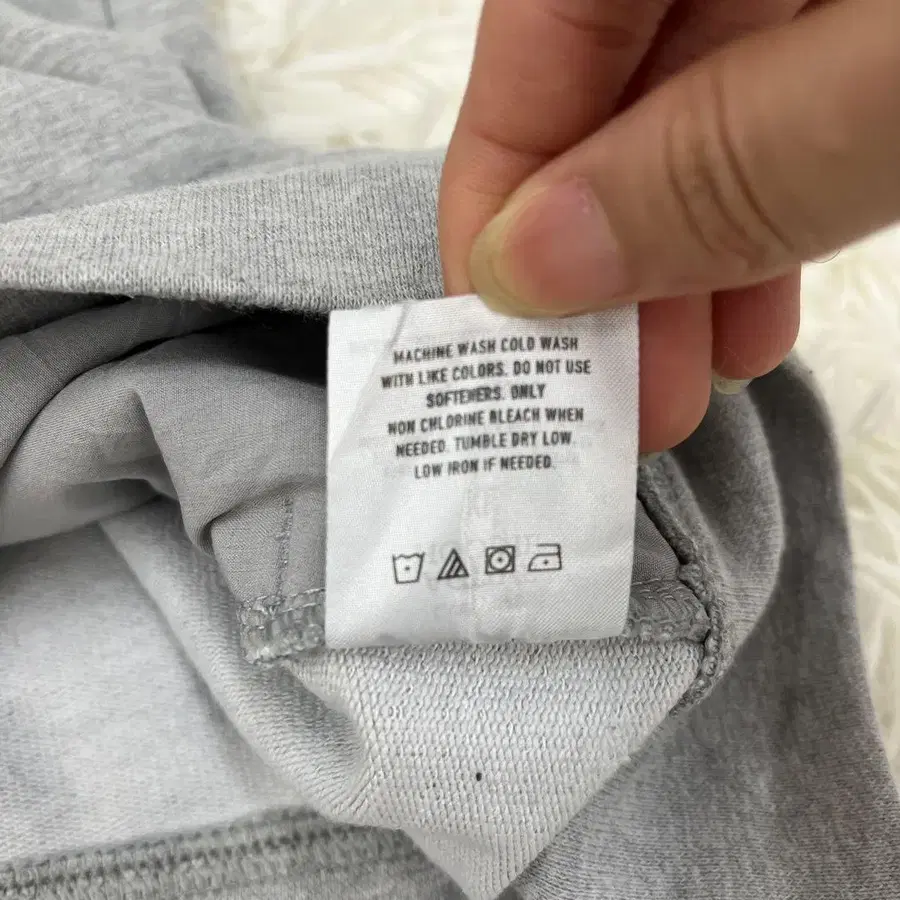 MACHINE WASH COLD WASH
WITH LIKE COLORS. DO NOT USE
SOFTENERS. ONLY
NON CHLORINE BLEACH WHEN
NEEDED. TUMBLE DRY LOW.
LOW IRON IF NEEDED.